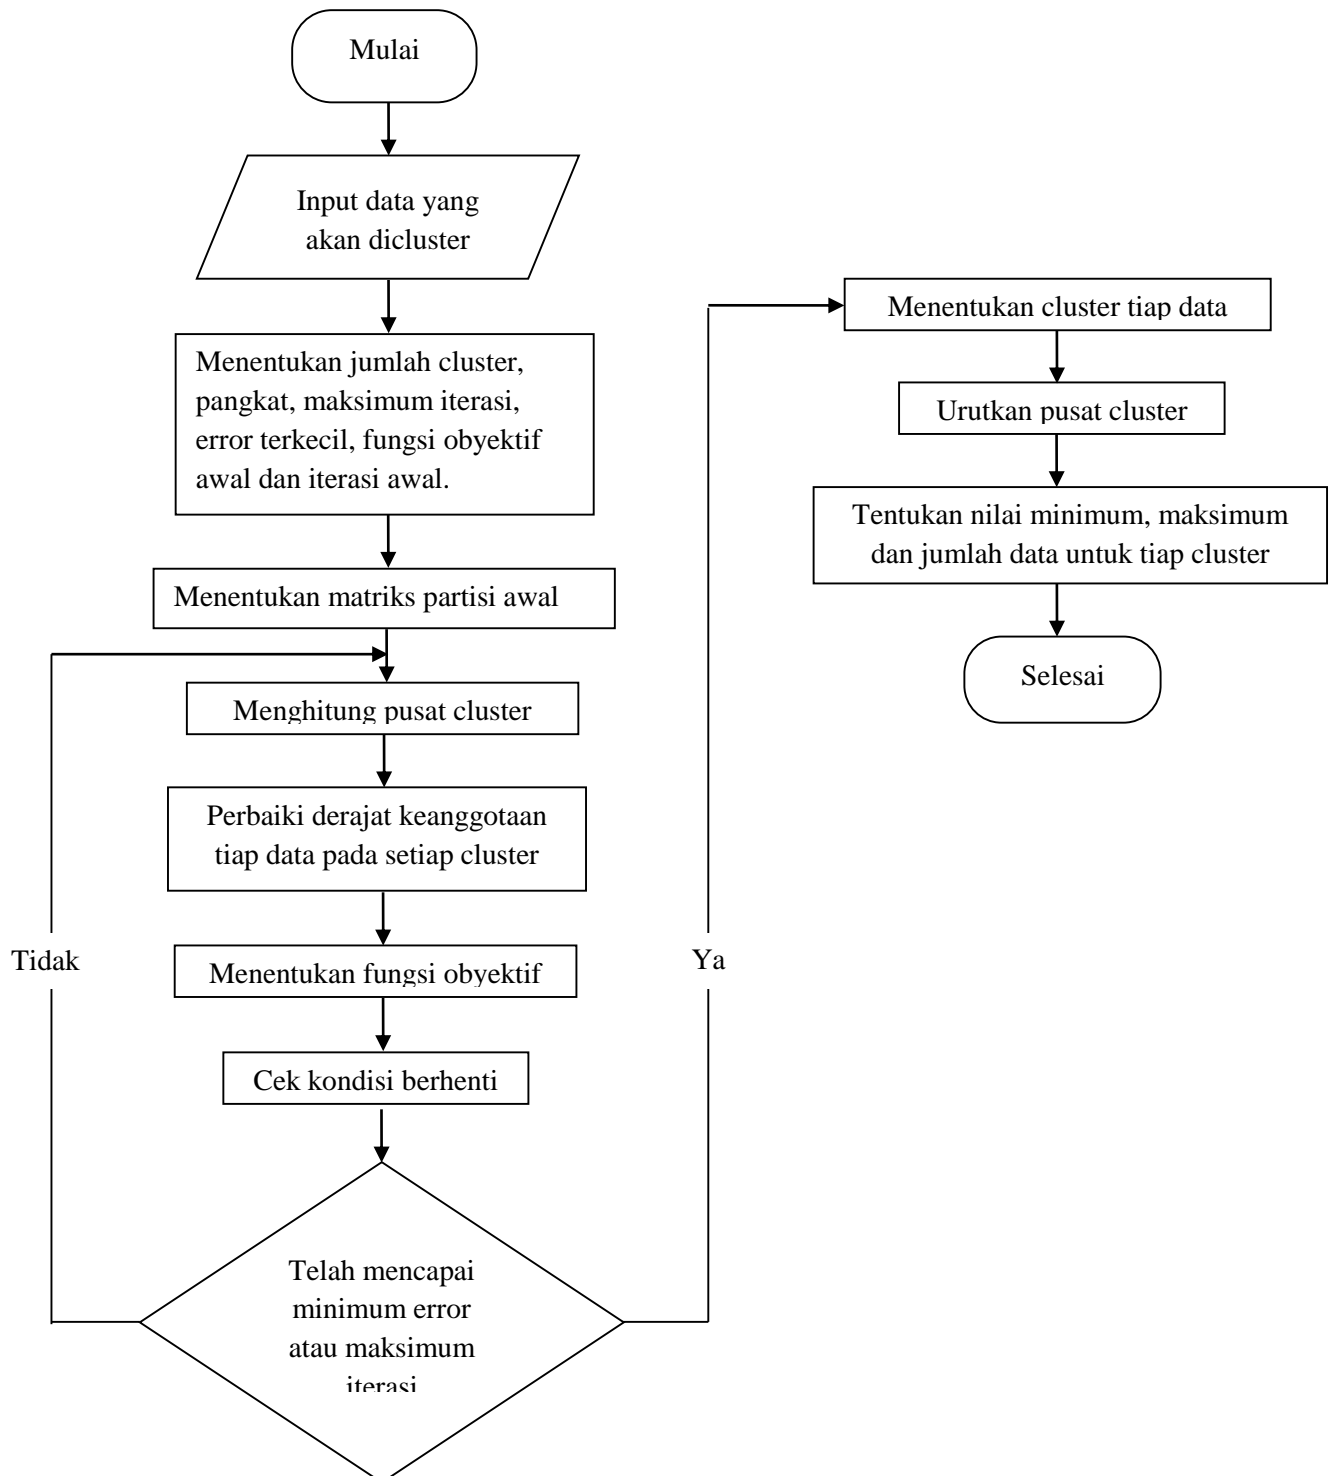 Mulai
Input data yang
akan dicluster
Menentukan jumlah cluster,
pangkat, maksimum iterasi,
error terkecil, fungsi obyektif
awal dan iterasi awal.
Menentukan matriks partisi awal
Menghitung pusat cluster
Perbaiki derajat keanggotaan
tiap data pada setiap cluster
Menentukan fungsi obyektif
Cek kondisi berhenti
Telah mencapai
minimum error
atau maksimum
iterasi
Tidak
Ya
Menentukan cluster tiap data
Urutkan pusat cluster
Tentukan nilai minimum, maksimum
dan jumlah data untuk tiap cluster
Selesai